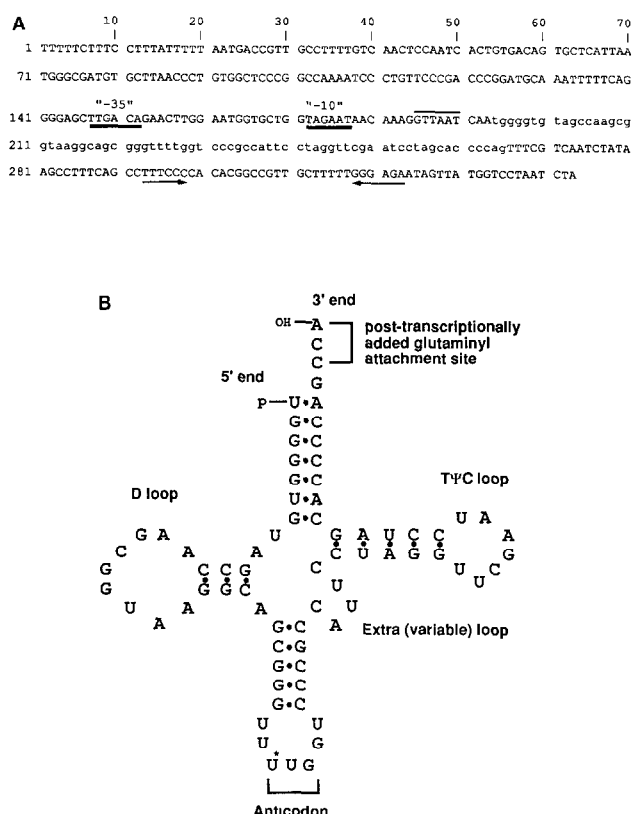 A
10 20 30 40 50 60 70
1 TTTTTCTTTCC CTTTATTTTT AATGACCGTT GCCTTTTGTC AACTCCAATC ACTGTGACAG TGCTCATTAA
71 TGGGCGATGT GCTTAACCCT GTGGCTCCCG GCCAAAATCC CTGTTCCCGA CCCGGATGCA AATTTTTCAG
"-35" "-10"
141 GGGAGCTTGA CAGAACTTGG AATGGTGCTG GTAGAATAAC AAAGGTTAAT CAAtggggtg tagccaagcg
211 gtaaggcagc gggttttggt cccgccattc ctaggttcga atcctagcac cccagTTTCG TCAATCTATA
281 AGCCTTTCAGC CCTTTCCCCA CACGGCCGTT GCTTTTTGGG AGAATAGTTA TGGTCCTAAT CTA
B
3' end
OH A
C
C
post-transcriptionally
added glutaminyl
attachment site
G
5' end
p U•A
G•C
G•C
G•C
G•C
U•A
G•C
D loop
TΨC loop
U A
G A U C C U A A
C U A G G U U C G
G A A C C G A U
C G G U A A G G C A
C
U
C U
A
Extra (variable) loop
G•C
C•G
G•C
G•C
G•C
U U
U G
U* U G
Anticodon